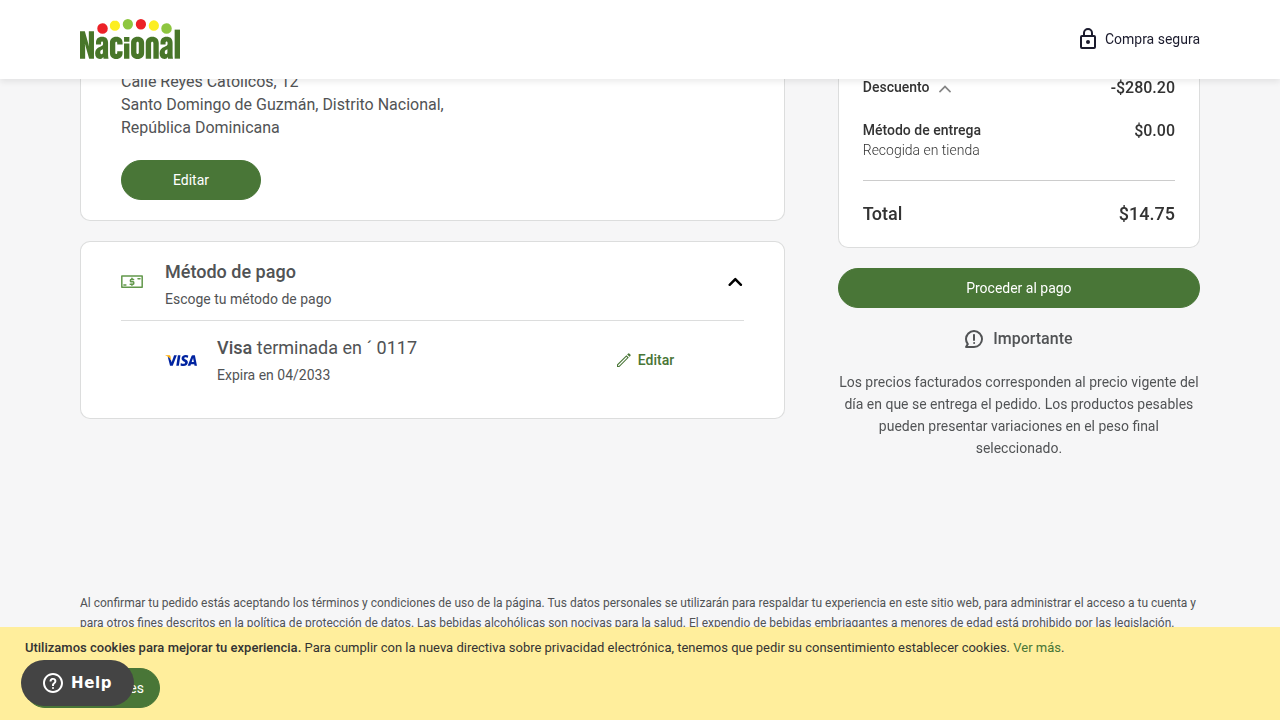 Nacional
Compra segura
Calle Reyes Católicos, 12
Santo Domingo de Guzmán, Distrito Nacional,
República Dominicana
Editar
Método de pago
Escoge tu método de pago
Visa terminada en ´ 0117
Expira en 04/2033
Editar
Descuento -$280.20
Método de entrega $0.00
Recogida en tienda
Total $14.75
Proceder al pago
Importante
Los precios facturados corresponden al precio vigente del
día en que se entrega el pedido. Los productos pesables
pueden presentar variaciones en el peso final
seleccionado.
Al confirmar tu pedido estás aceptando los términos y condiciones de uso de la página. Tus datos personales se utilizarán para respaldar tu experiencia en este sitio web, para administrar el acceso a tu cuenta y
para otros fines descritos en la política de protección de datos. Las bebidas alcohólicas son nocivas para la salud. El expendio de bebidas embriagantes a menores de edad está prohibido por las legislación.
Utilizamos cookies para mejorar tu experiencia. Para cumplir con la nueva directiva sobre privacidad electrónica, tenemos que pedir su consentimiento establecer cookies. Ver más.
Help